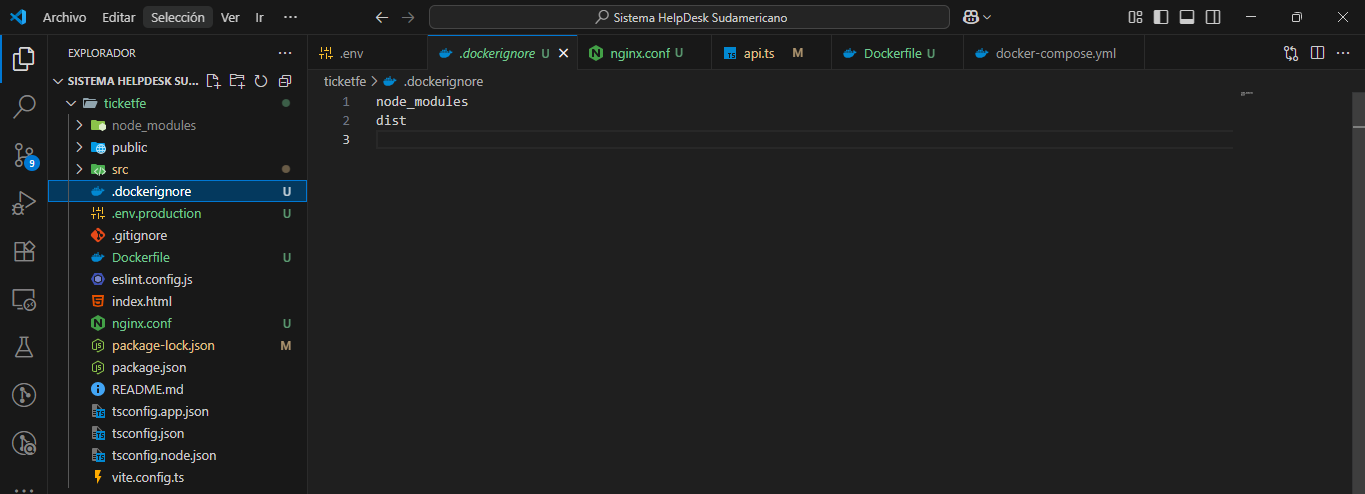 Archivo Editar Selección Ver Ir ···
Sistema HelpDesk Sudamericano
EXPLORADOR ···
.env
.dockerignore U
nginx.conf U
api.ts M
Dockerfile U
docker-compose.yml
SISTEMA HELPDESK SU...
ticketfe > .dockerignore
ticketfe
node_modules
public
src
.dockerignore U
.env.production U
.gitignore
Dockerfile U
eslint.config.js
index.html
nginx.conf U
package-lock.json M
package.json
README.md
tsconfig.app.json
tsconfig.json
tsconfig.node.json
vite.config.ts
9
1 node_modules
2 dist
3